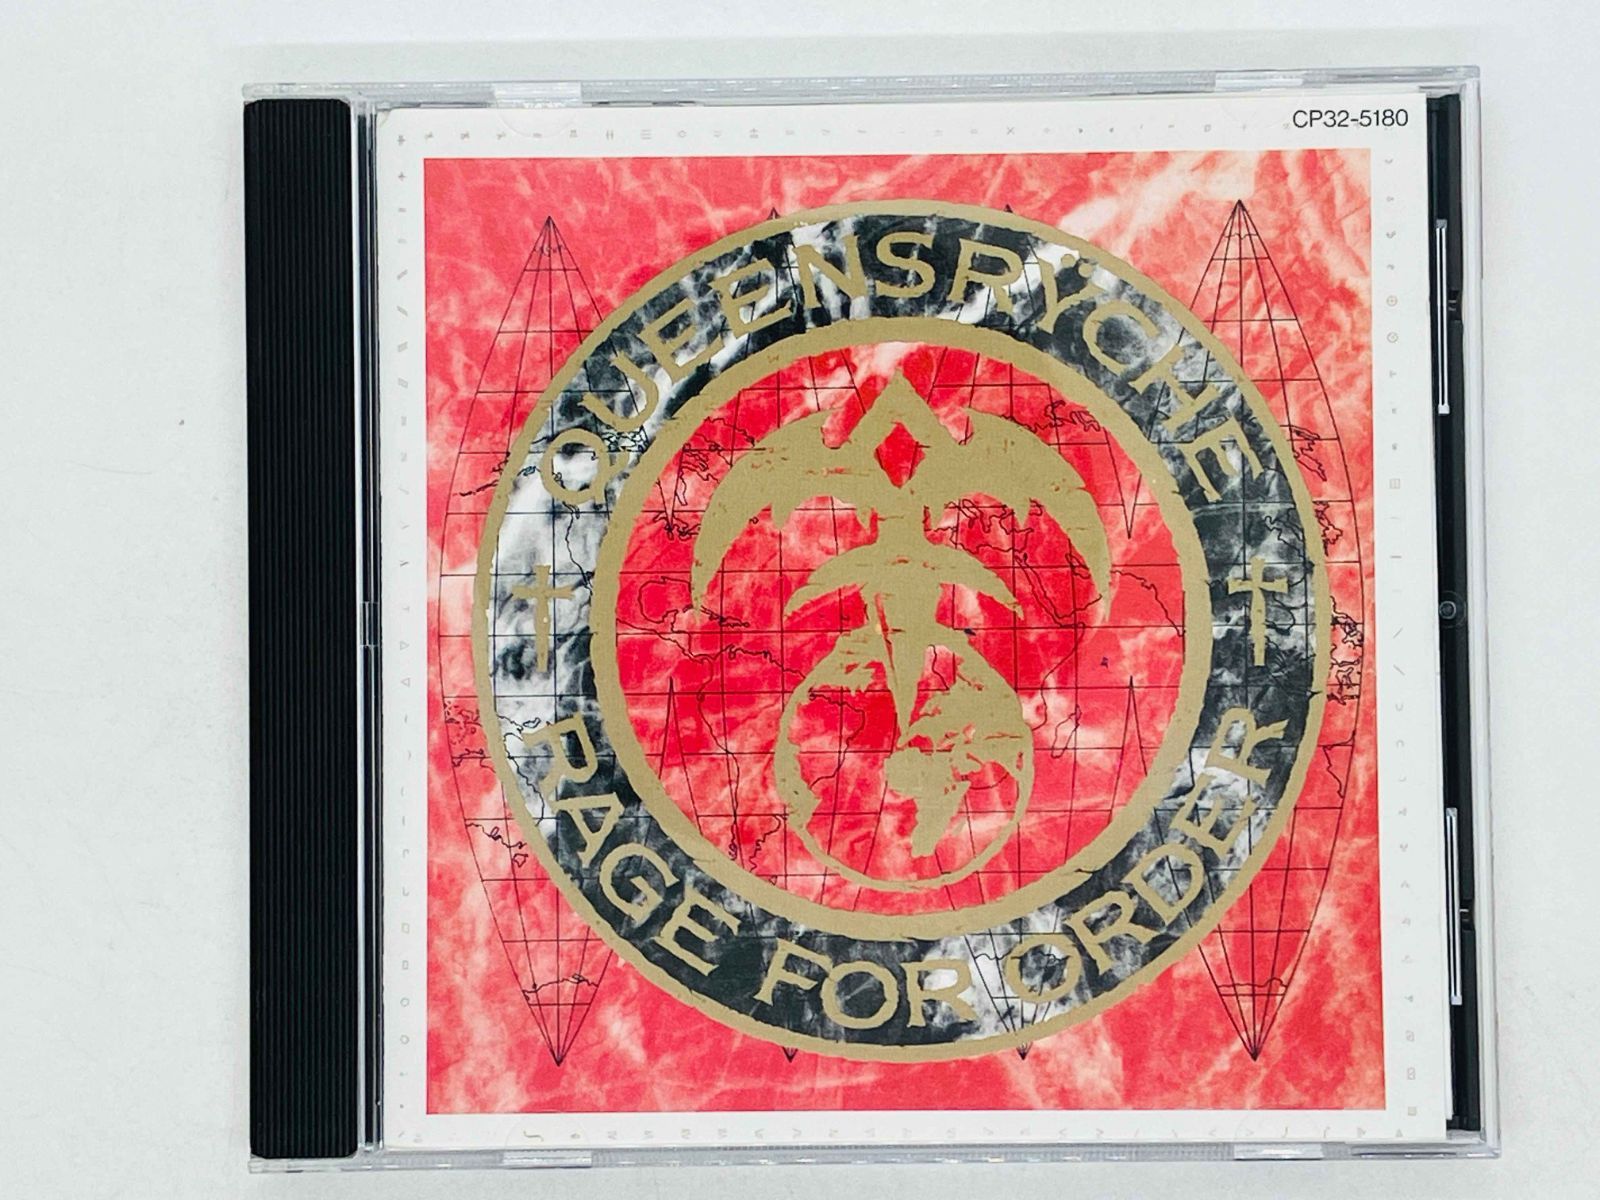 CP32-5180
QUEENSRŸCHE
RAGE FOR ORDER